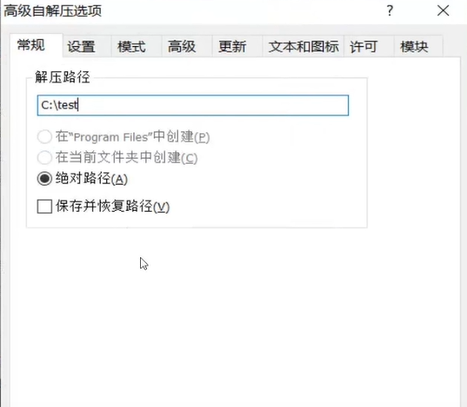 高级自解压选项 ?
常规 设置 模式 高级 更新 文本和图标 许可 模块
解压路径
C:\test
在“Program Files”中创建(P)
在当前文件夹中创建(C)
绝对路径(A)
保存并恢复路径(V)